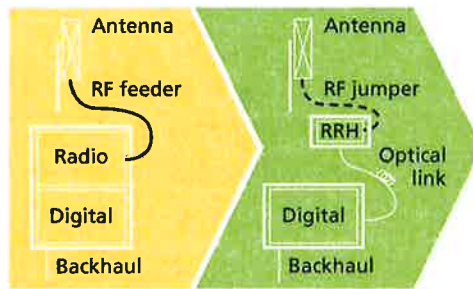 Antenna
RF feeder
Radio
Digital
Backhaul
Antenna
RF jumper
RRH
Optical
link
Digital
Backhaul